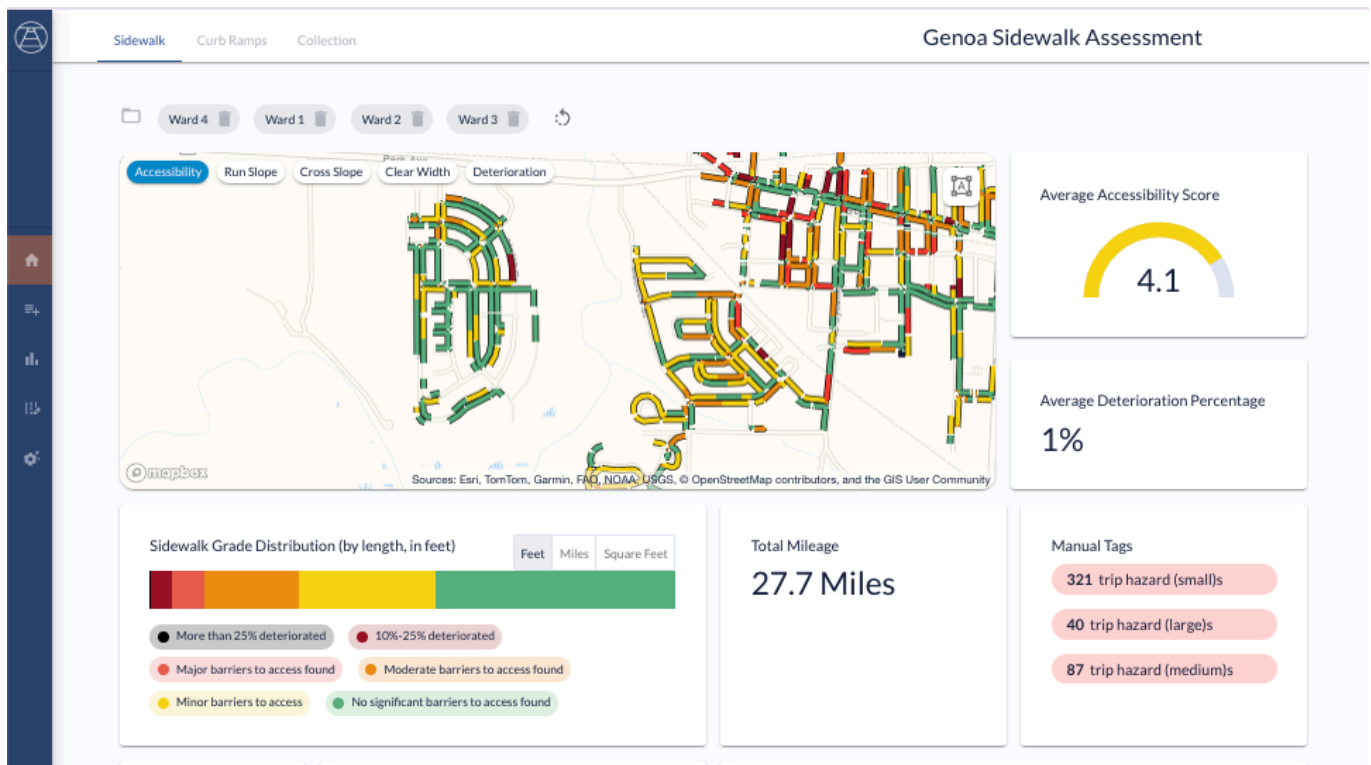 Sidewalk Curb Ramps Collection Genoa Sidewalk Assessment
Ward 4 Ward 1 Ward 2 Ward 3
Park Ave
Accessibility Run Slope Cross Slope Clear Width Deterioration
A
mapbox
Sources: Esri, TomTom, Garmin, FAO, NOAA, USGS, © OpenStreetMap contributors, and the GIS User Community
Average Accessibility Score
4.1
Average Deterioration Percentage
1%
Sidewalk Grade Distribution (by length, in feet)
Feet Miles Square Feet
More than 25% deteriorated 10%-25% deteriorated
Major barriers to access found Moderate barriers to access found
Minor barriers to access No significant barriers to access found
Total Mileage
27.7 Miles
Manual Tags
321 trip hazard (small)s
40 trip hazard (large)s
87 trip hazard (medium)s